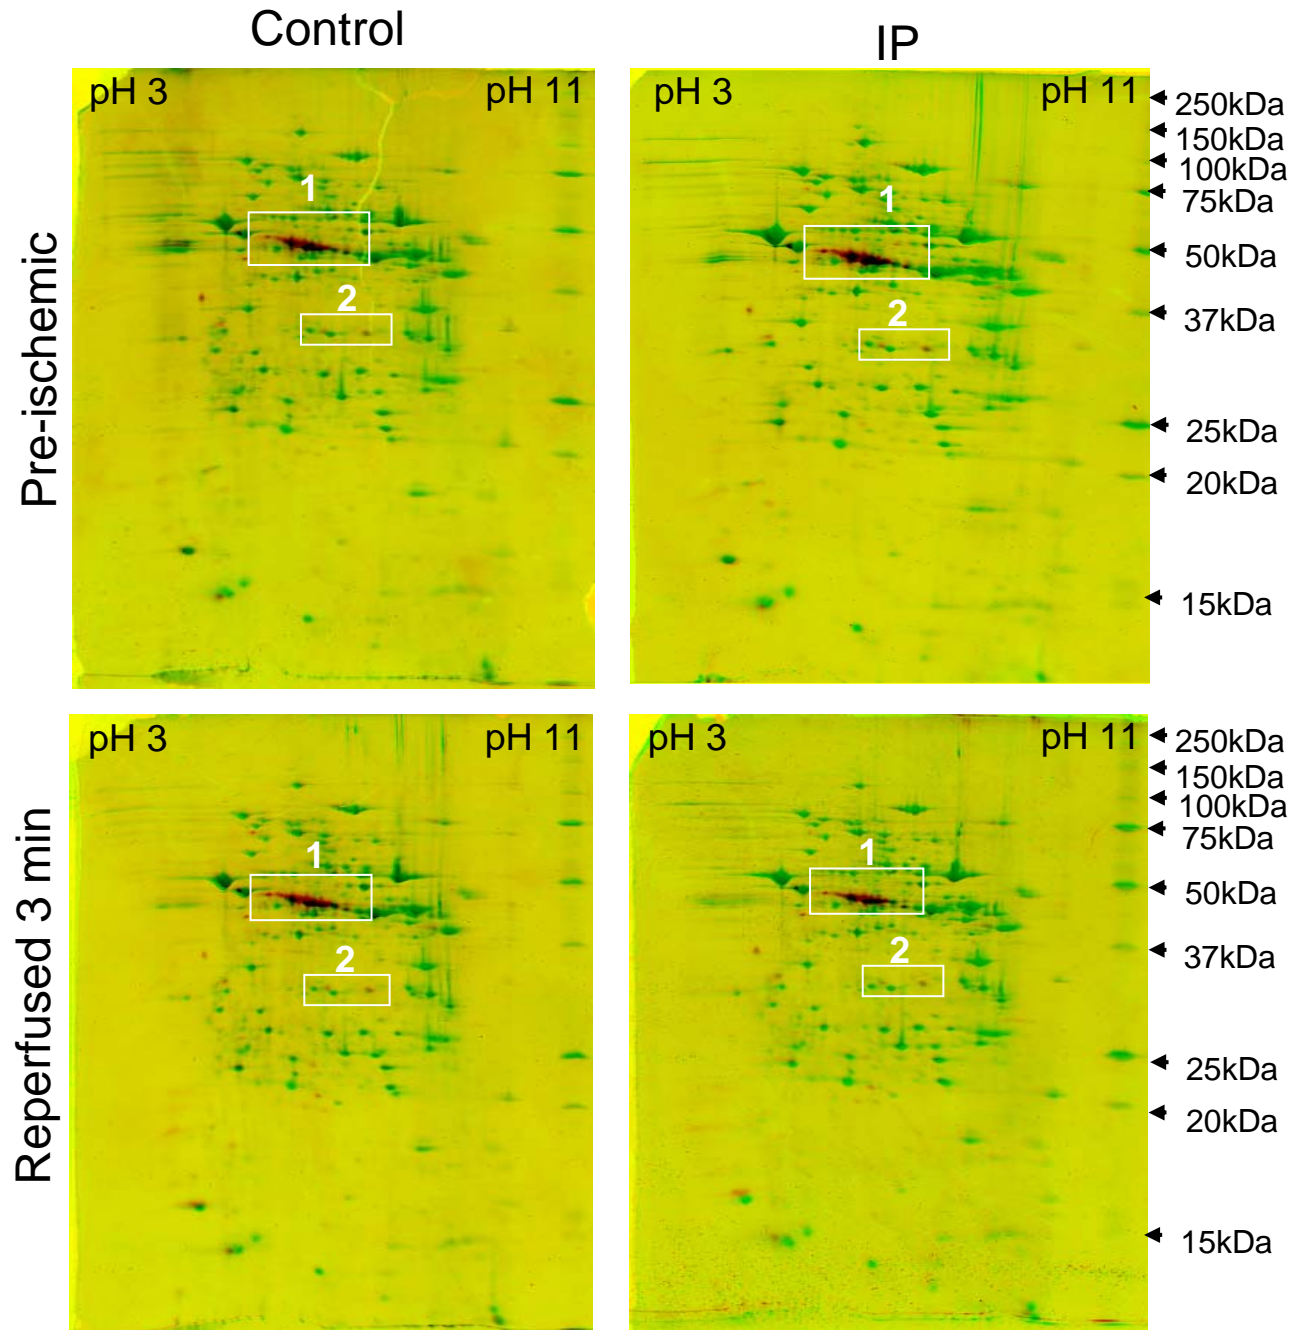 Control
IP
Pre-ischemic
pH 3
pH 11
pH 3
pH 11
1
2
1
2
250kDa
150kDa
100kDa
75kDa
50kDa
37kDa
25kDa
20kDa
15kDa
Reperfused 3 min
pH 3
pH 11
pH 3
pH 11
1
2
1
2
250kDa
150kDa
100kDa
75kDa
50kDa
37kDa
25kDa
20kDa
15kDa